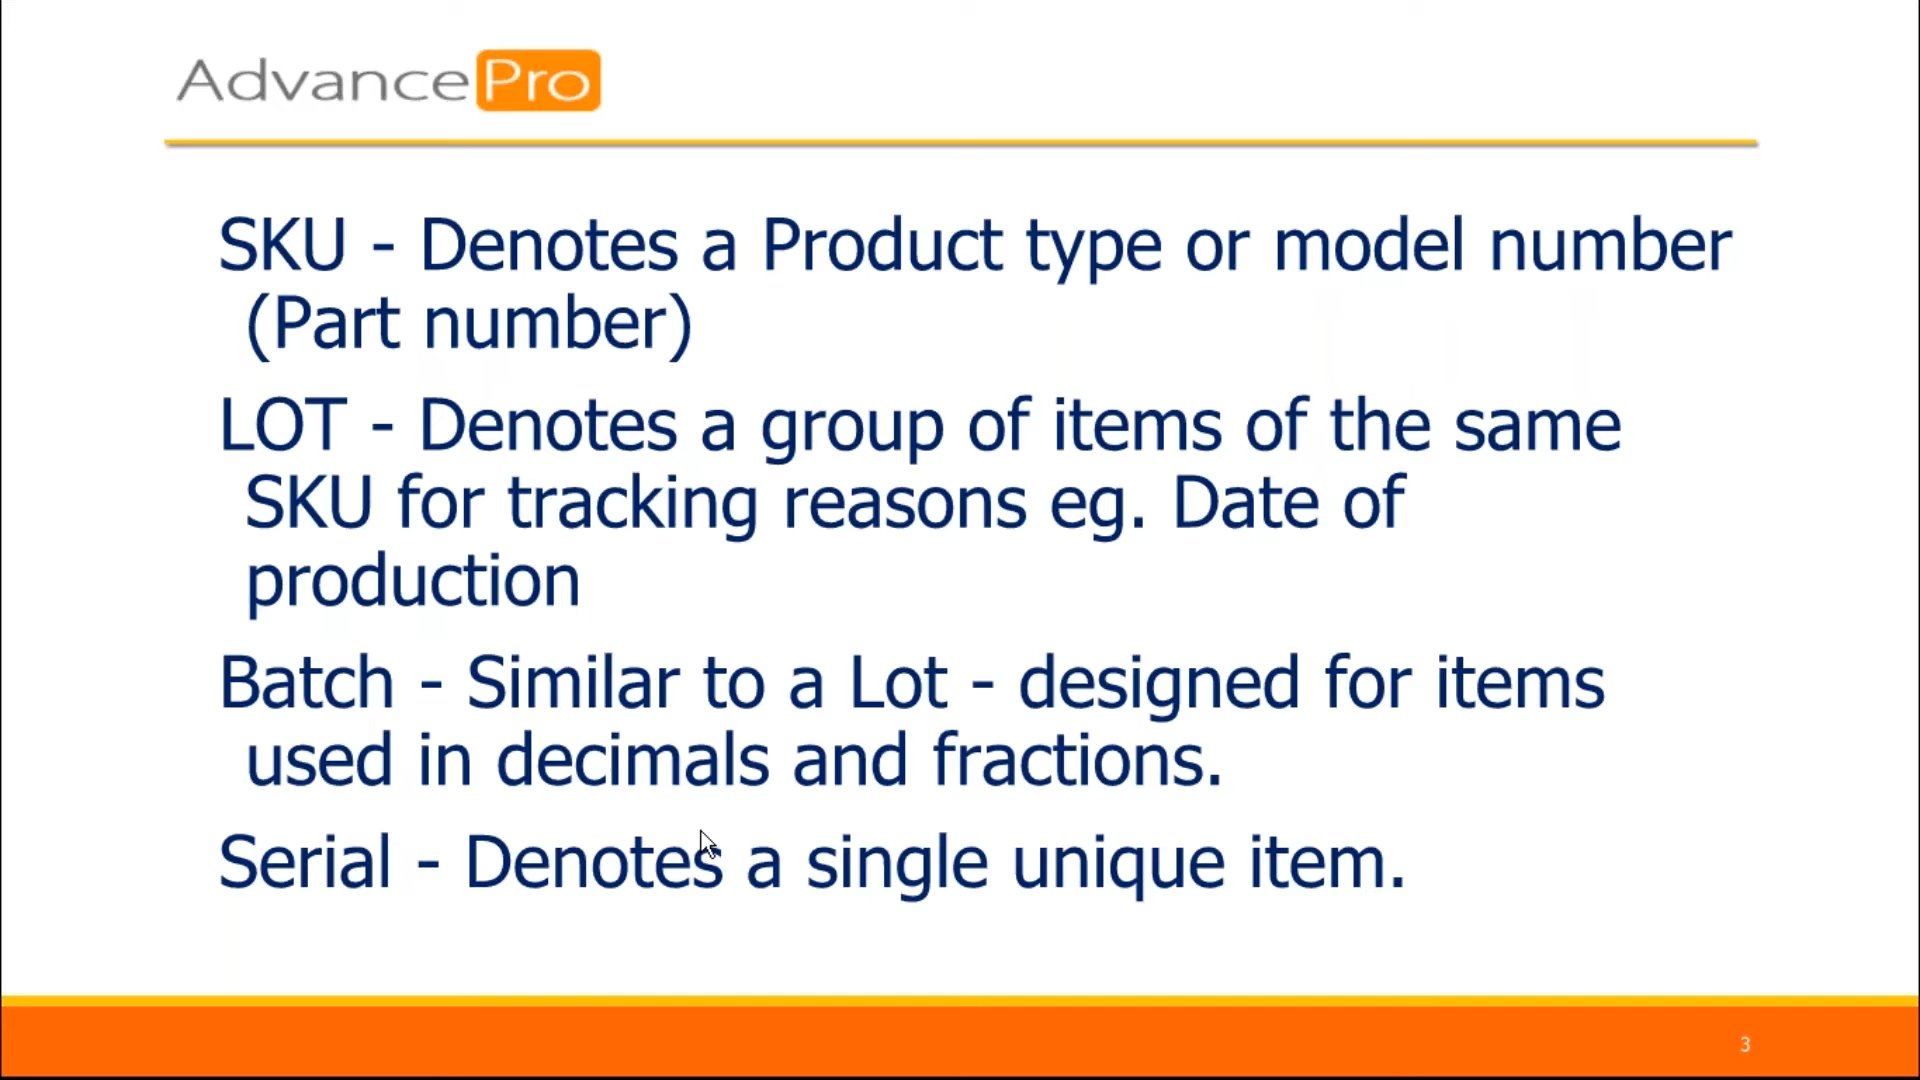 AdvancePro
SKU - Denotes a Product type or model number
(Part number)
LOT - Denotes a group of items of the same
SKU for tracking reasons eg. Date of
production
Batch - Similar to a Lot - designed for items
used in decimals and fractions.
Serial - Denotes a single unique item.
3